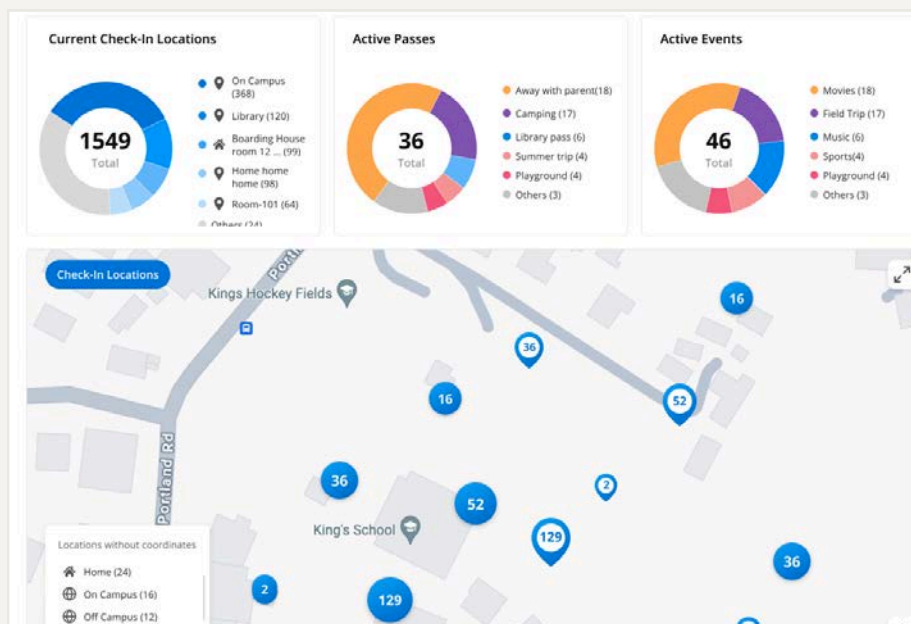 Current Check-In Locations
1549
Total
On Campus
(368)
Library (120)
Boarding House
room 12 ... (99)
Home home
home (98)
Room-101 (64)
Others (24)
Active Passes
36
Total
Away with parent(18)
Camping (17)
Library pass (6)
Summer trip (4)
Playground (4)
Others (3)
Active Events
46
Total
Movies (18)
Field Trip (17)
Music (6)
Sports(4)
Playground (4)
Others (3)
Check-In Locations
Kings Hockey Fields
16
36
52
16
36
52
2
129
King's School
36
2
129
Portland Rd
Locations without coordinates
Home (24)
On Campus (16)
Off Campus (12)